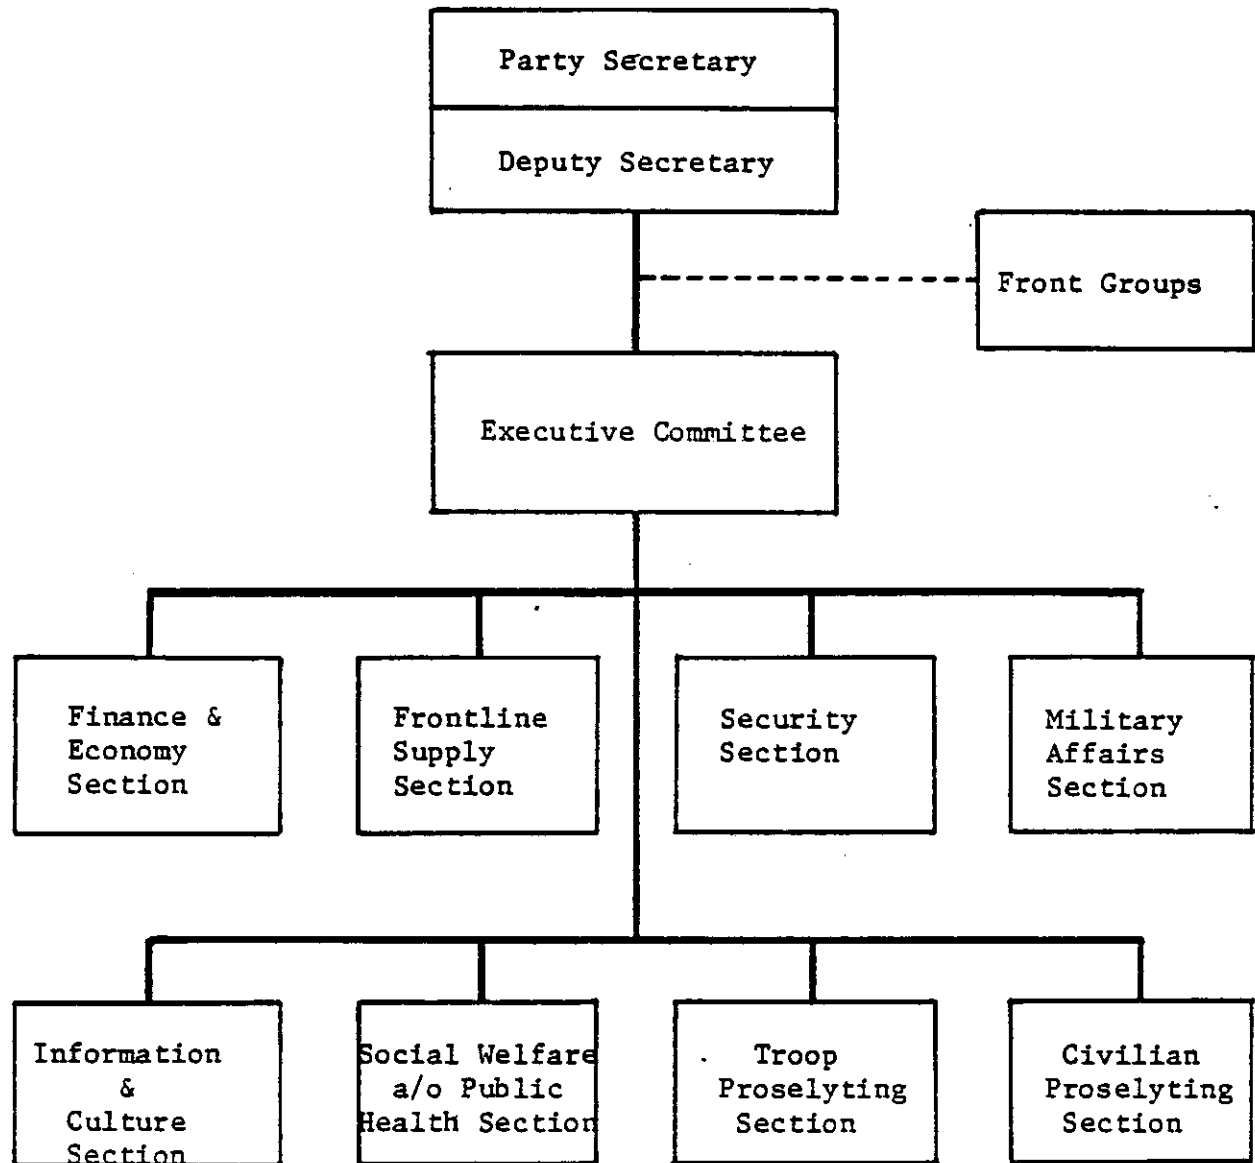 Party Secretary
Deputy Secretary
Front Groups
Executive Committee
Finance &
Economy
Section
Frontline
Supply
Section
Security
Section
Military
Affairs
Section
Information
&
Culture
Section
Social Welfare
a/o Public
Health Section
Troop
Proselyting
Section
Civilian
Proselyting
Section